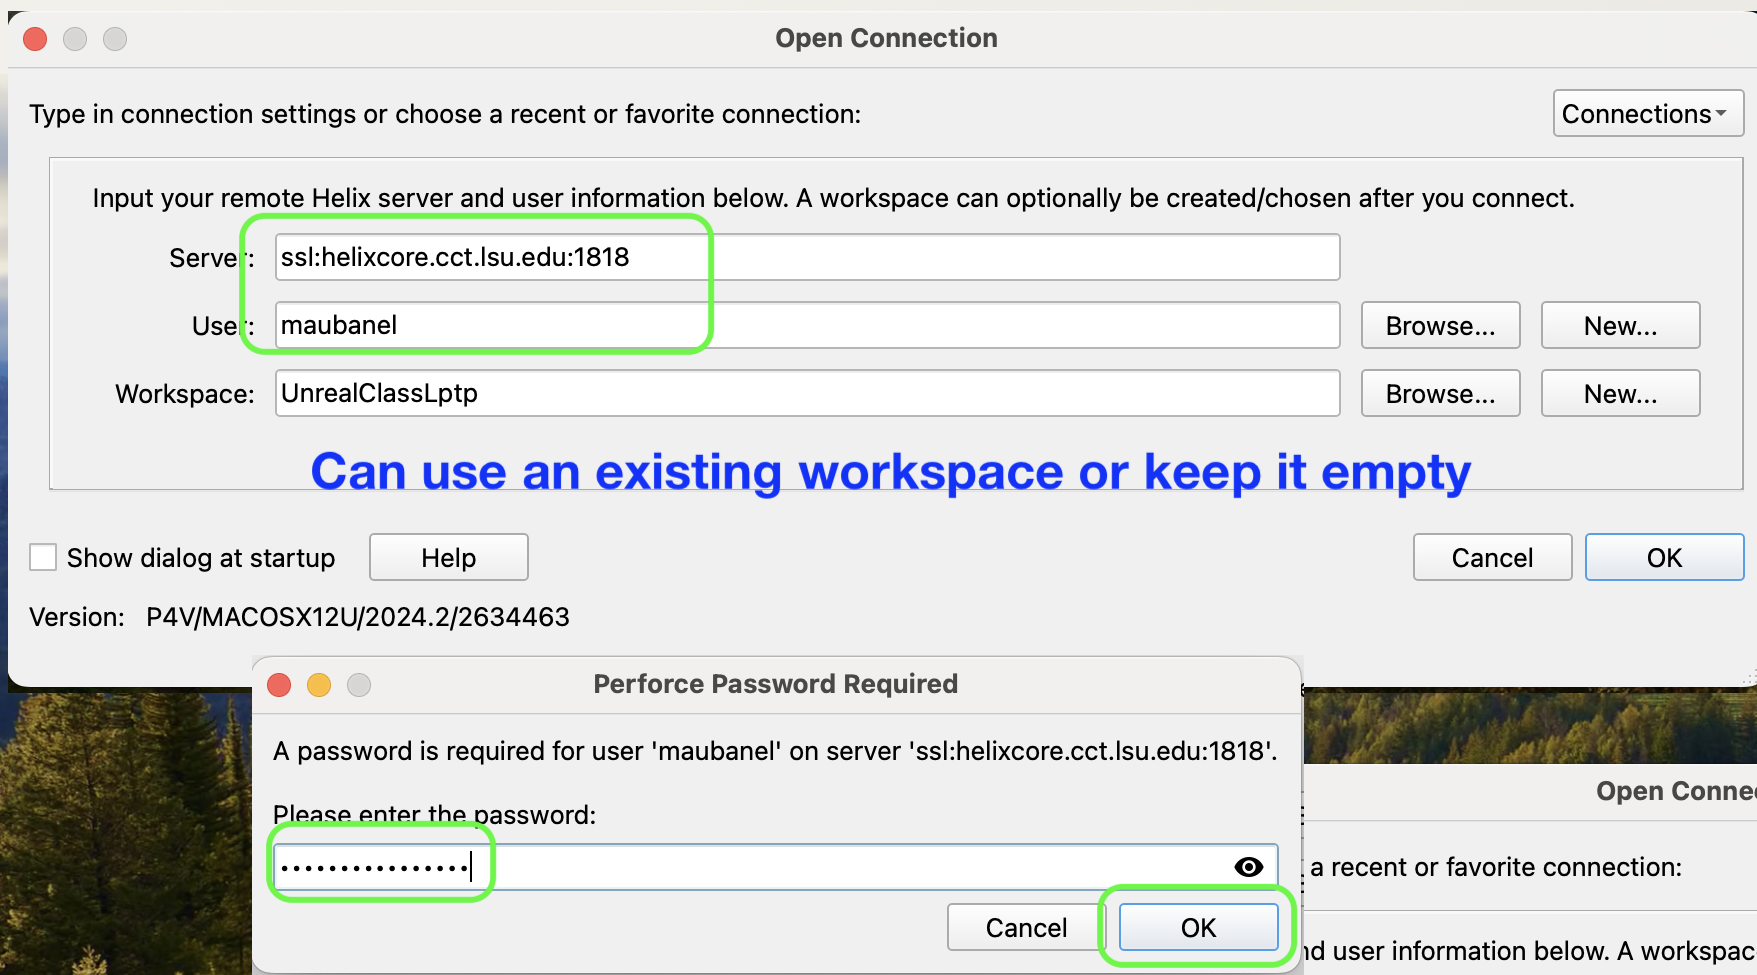 Open Connection
Type in connection settings or choose a recent or favorite connection:
Connections
Input your remote Helix server and user information below. A workspace can optionally be created/chosen after you connect.
Server: ssl:helixcore.cct.lsu.edu:1818
User: maubanel Browse... New...
Workspace: UnrealClassLptp Browse... New...
Can use an existing workspace or keep it empty
Show dialog at startup Help Cancel OK
Version: P4V/MACOSX12U/2024.2/2634463
Perforce Password Required
A password is required for user 'maubanel' on server 'ssl:helixcore.cct.lsu.edu:1818'.
Please enter the password:
••••••••••••••••
Cancel OK
Open Conne
a recent or favorite connection:
d user information below. A workspac